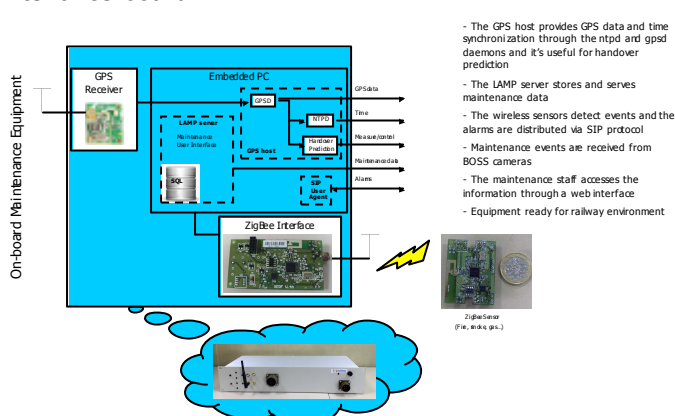 On-board Maintenance Equipment
GPS
Receiver
Embedded PC
GPSD
NTPD
Handover
Prediction
GPS host
LAMP server
Maintenance
User Interface
SQL
SIP
User
Agent
GPS data
Time
Measure/control
Maintenance data
Alarms
ZigBee Interface
ZigBee Sensor
(Fire, smoke, gas...)
- The GPS host provides GPS data and time
synchronization through the ntpd and gpsd
daemons and it's useful for handover
prediction
- The LAMP server stores and serves
maintenance data
- The wireless sensors detect events and the
alarms are distributed via SIP protocol
- Maintenance events are received from
BOSS cameras
- The maintenance staff accesses the
information through a web interface
- Equipment ready for railway environment